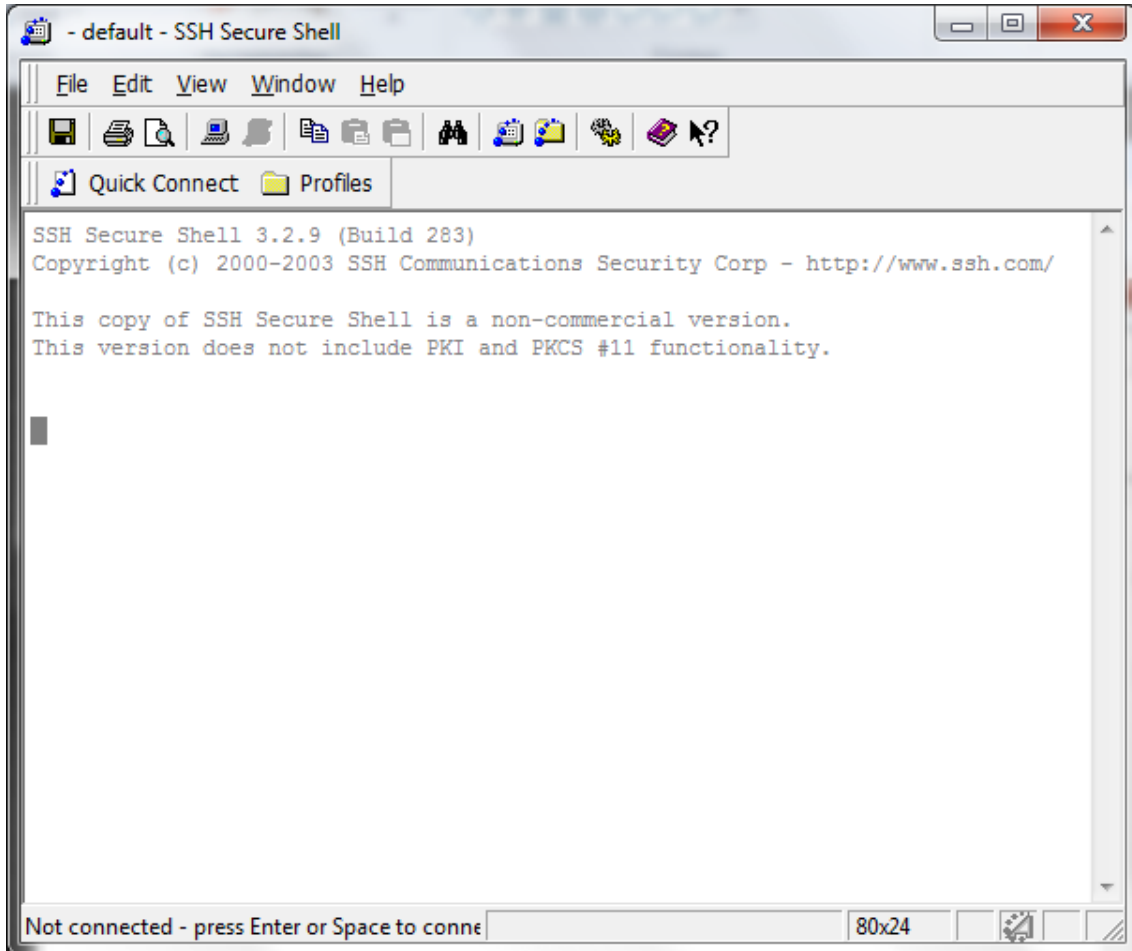 - default - SSH Secure Shell
File Edit View Window Help
Quick Connect Profiles
SSH Secure Shell 3.2.9 (Build 283)
Copyright (c) 2000-2003 SSH Communications Security Corp - http://www.ssh.com/
This copy of SSH Secure Shell is a non-commercial version.
This version does not include PKI and PKCS #11 functionality.
Not connected - press Enter or Space to conne 80x24